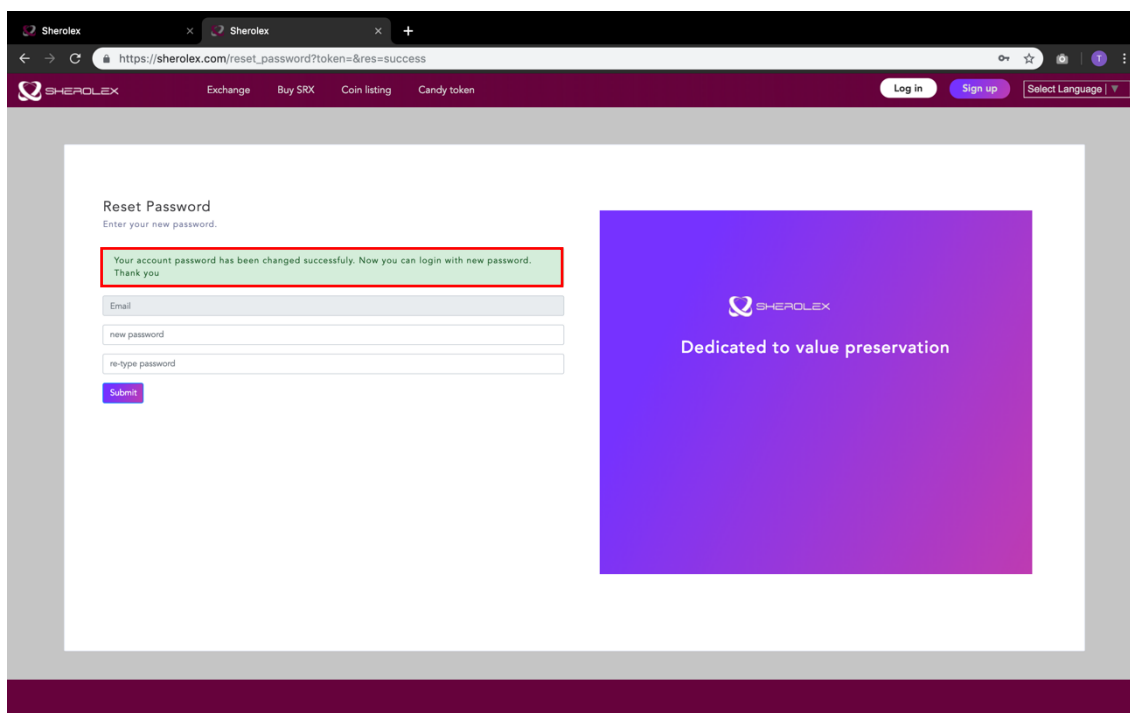 Sherolex
Sherolex
https://sherolex.com/reset_password?token=&res=success
T
SHEROLEX
Exchange
Buy SRX
Coin listing
Candy token
Log in
Sign up
Select Language
Reset Password
Enter your new password.
Your account password has been changed successfuly. Now you can login with new password.
Thank you
Email
new password
re-type password
Submit
SHEROLEX
Dedicated to value preservation